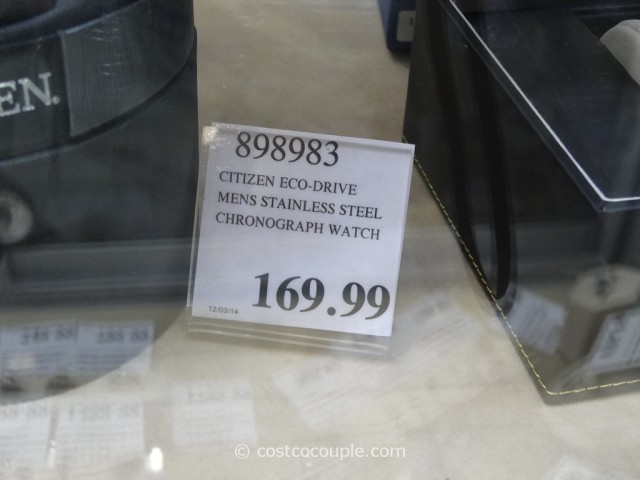 EN.
898983
CITIZEN ECO-DRIVE
MENS STAINLESS STEEL
CHRONOGRAPH WATCH
169.99
12/03/14
© costcocouple.com